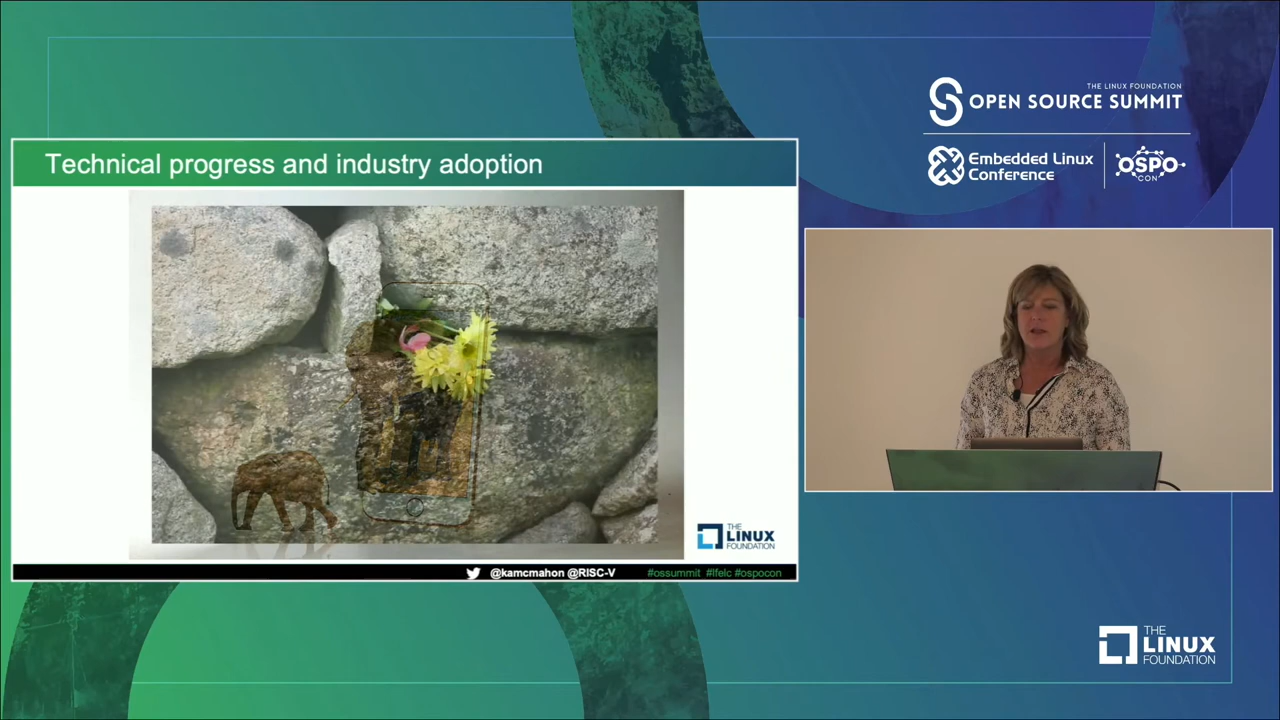 Technical progress and industry adoption
THE
LINUX
FOUNDATION
@kamcmahon @RISC-V
#ossummit #lfelc #ospocon
THE LINUX FOUNDATION
OPEN SOURCE SUMMIT
Embedded Linux
Conference
OSPO
CON
THE
LINUX
FOUNDATION